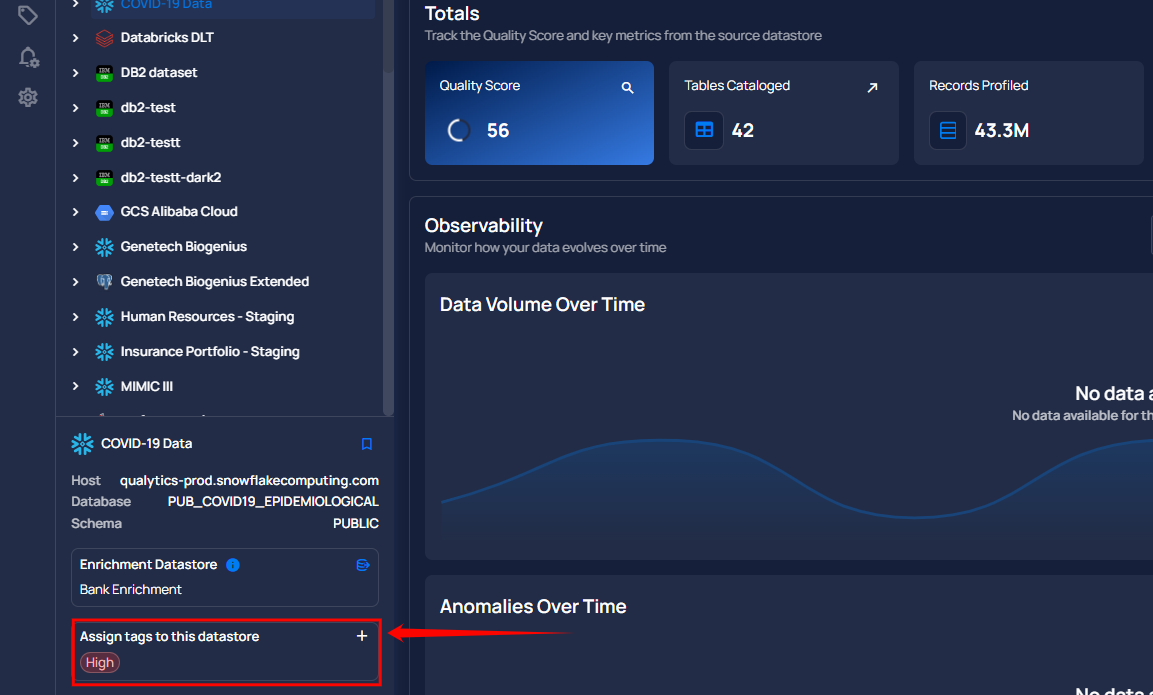 COVID-19 Data
Databricks DLT
DB2 dataset
db2-test
db2-testt
db2-testt-dark2
GCS Alibaba Cloud
Genetech Biogenius
Genetech Biogenius Extended
Human Resources - Staging
Insurance Portfolio - Staging
MIMIC III
COVID-19 Data
Host qualytics-prod.snowflakecomputing.com
Database PUB_COVID19_EPIDEMIOLOGICAL
Schema PUBLIC
Enrichment Datastore
Bank Enrichment
Assign tags to this datastore +
High
Totals
Track the Quality Score and key metrics from the source datastore
Quality Score
56
Tables Cataloged
42
Records Profiled
43.3M
Observability
Monitor how your data evolves over time
Data Volume Over Time
No data a
No data available for th
Anomalies Over Time
No data